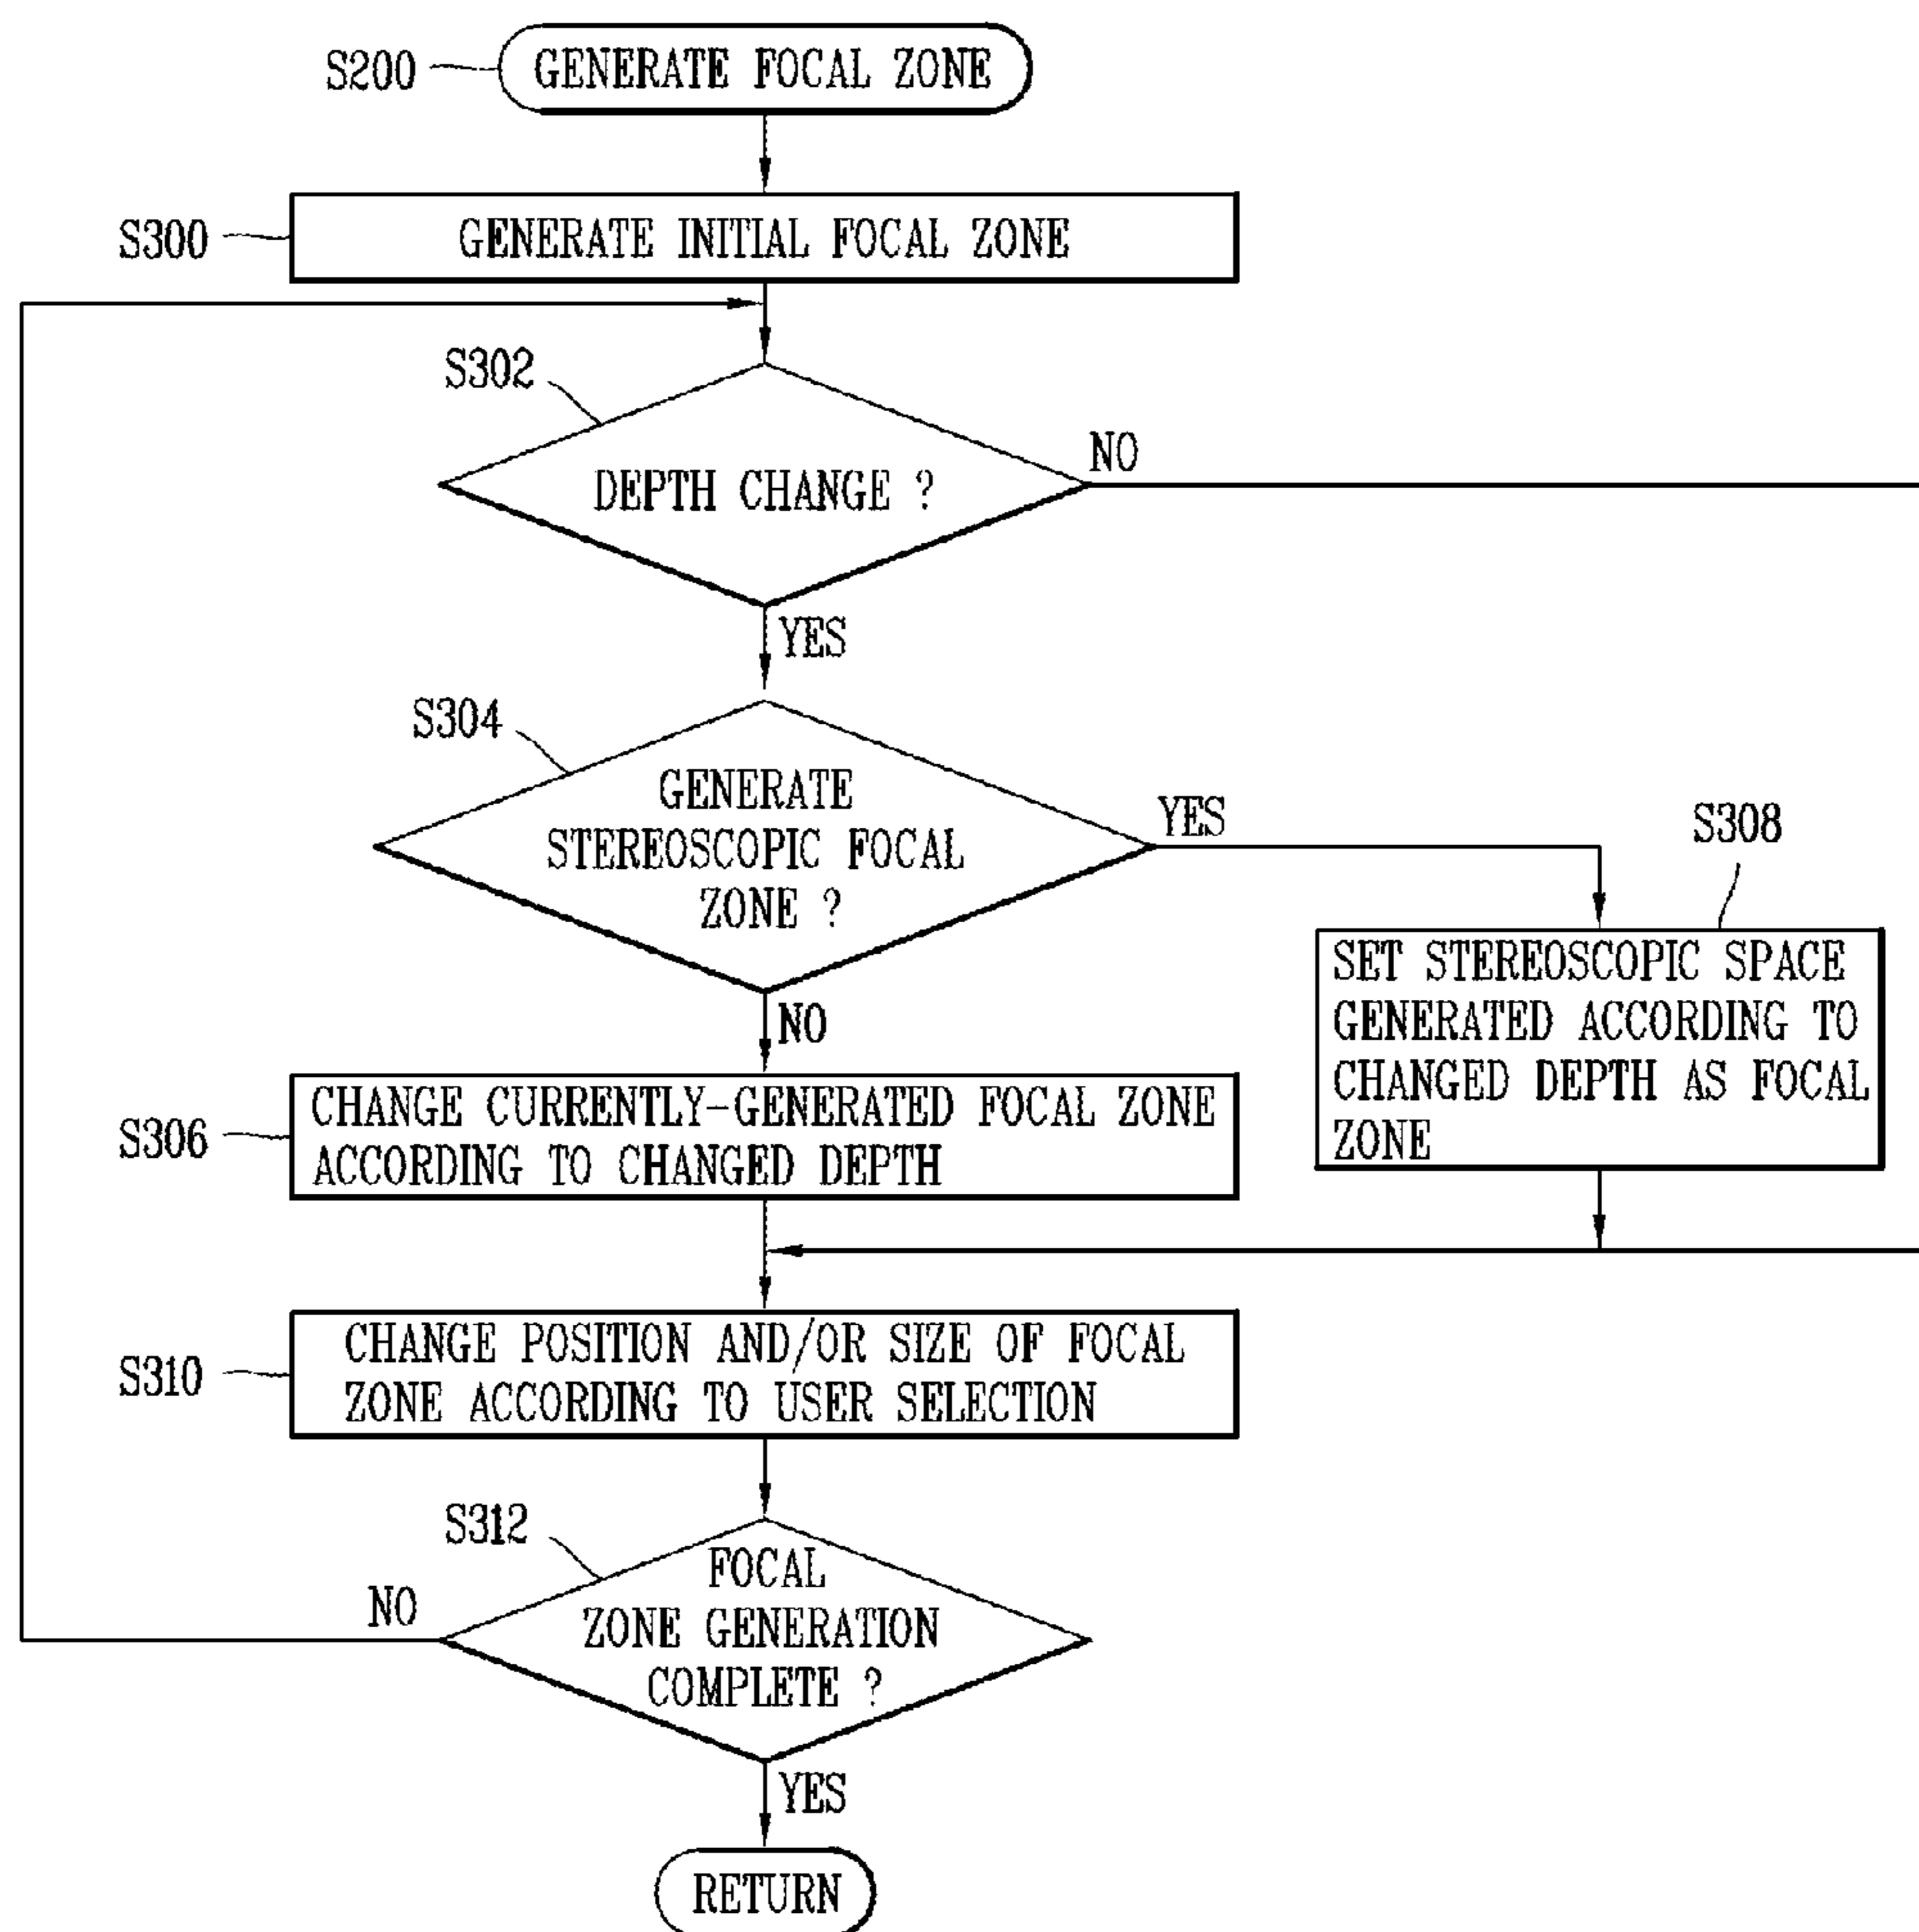 S200
GENERATE FOCAL ZONE
S300
GENERATE INITIAL FOCAL ZONE
S302
DEPTH CHANGE ?
NO
YES
S304
GENERATE
STEREOSCOPIC FOCAL
ZONE ?
YES
NO
S308
SET STEREOSCOPIC SPACE
GENERATED ACCORDING TO
CHANGED DEPTH AS FOCAL
ZONE
S306
CHANGE CURRENTLY-GENERATED FOCAL ZONE
ACCORDING TO CHANGED DEPTH
S310
CHANGE POSITION AND/OR SIZE OF FOCAL
ZONE ACCORDING TO USER SELECTION
S312
FOCAL
ZONE GENERATION
COMPLETE ?
NO
YES
RETURN